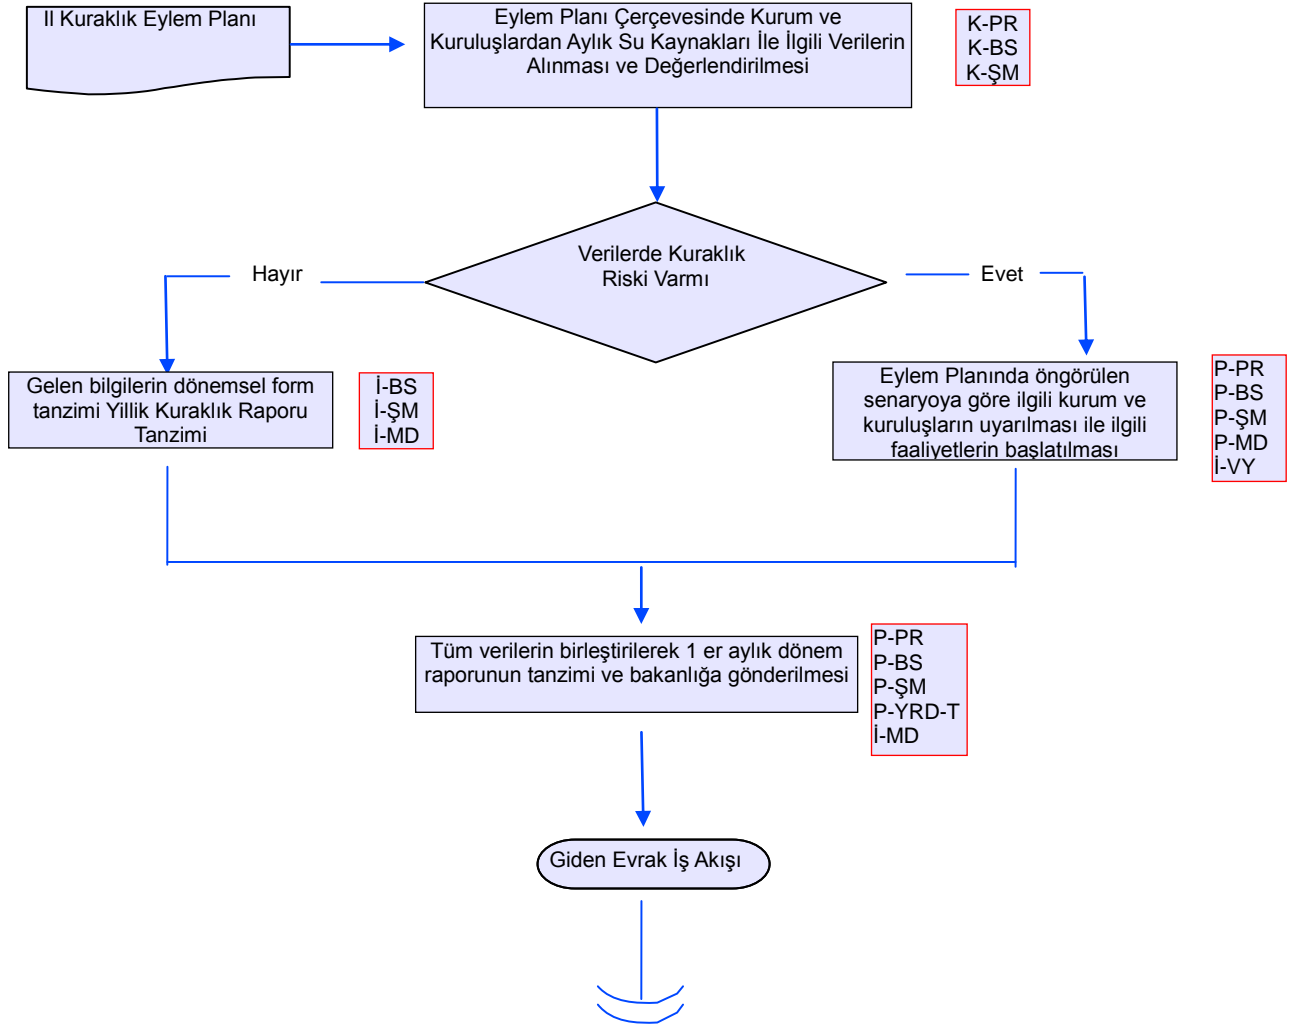 Il Kuraklık Eylem Planı
Eylem Planı Çerçevesinde Kurum ve
Kuruluşlardan Aylık Su Kaynakları İle İlgili Verilerin
Alınması ve Değerlendirilmesi
K-PR
K-BS
K-ŞM
Verilerde Kuraklık
Riski Varmı
Hayır
Evet
Gelen bilgilerin dönemsel form
tanzimi Yillik Kuraklık Raporu
Tanzimi
İ-BS
İ-ŞM
İ-MD
Eylem Planında öngörülen
senaryoya göre ilgili kurum ve
kuruluşların uyarılması ile ilgili
faaliyetlerin başlatılması
P-PR
P-BS
P-ŞM
P-MD
İ-VY
Tüm verilerin birleştirilerek 1 er aylık dönem
raporunun tanzimi ve bakanlığa gönderilmesi
P-PR
P-BS
P-ŞM
P-YRD-T
İ-MD
Giden Evrak İş Akışı